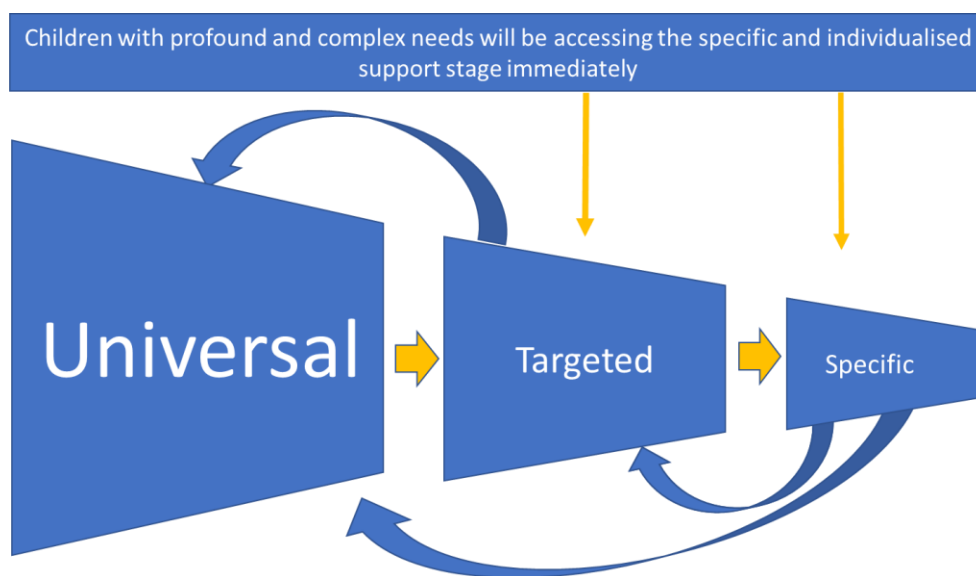 Children with profound and complex needs will be accessing the specific and individualised
support stage immediately
Universal
Targeted
Specific